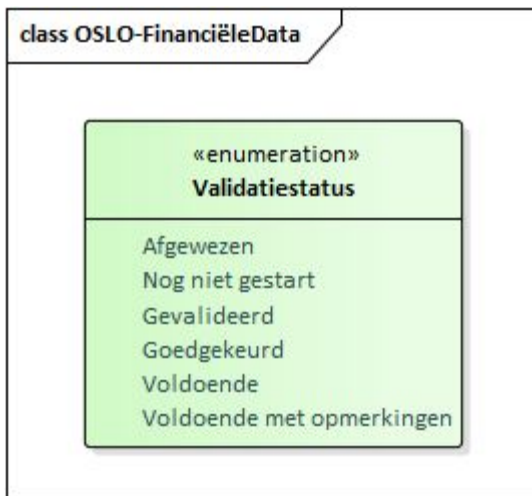 class OSLO-FinanciëleData
«enumeration»
Validatiestatus
Afgewezen
Nog niet gestart
Gevalideerd
Goedgekeurd
Voldoende
Voldoende met opmerkingen